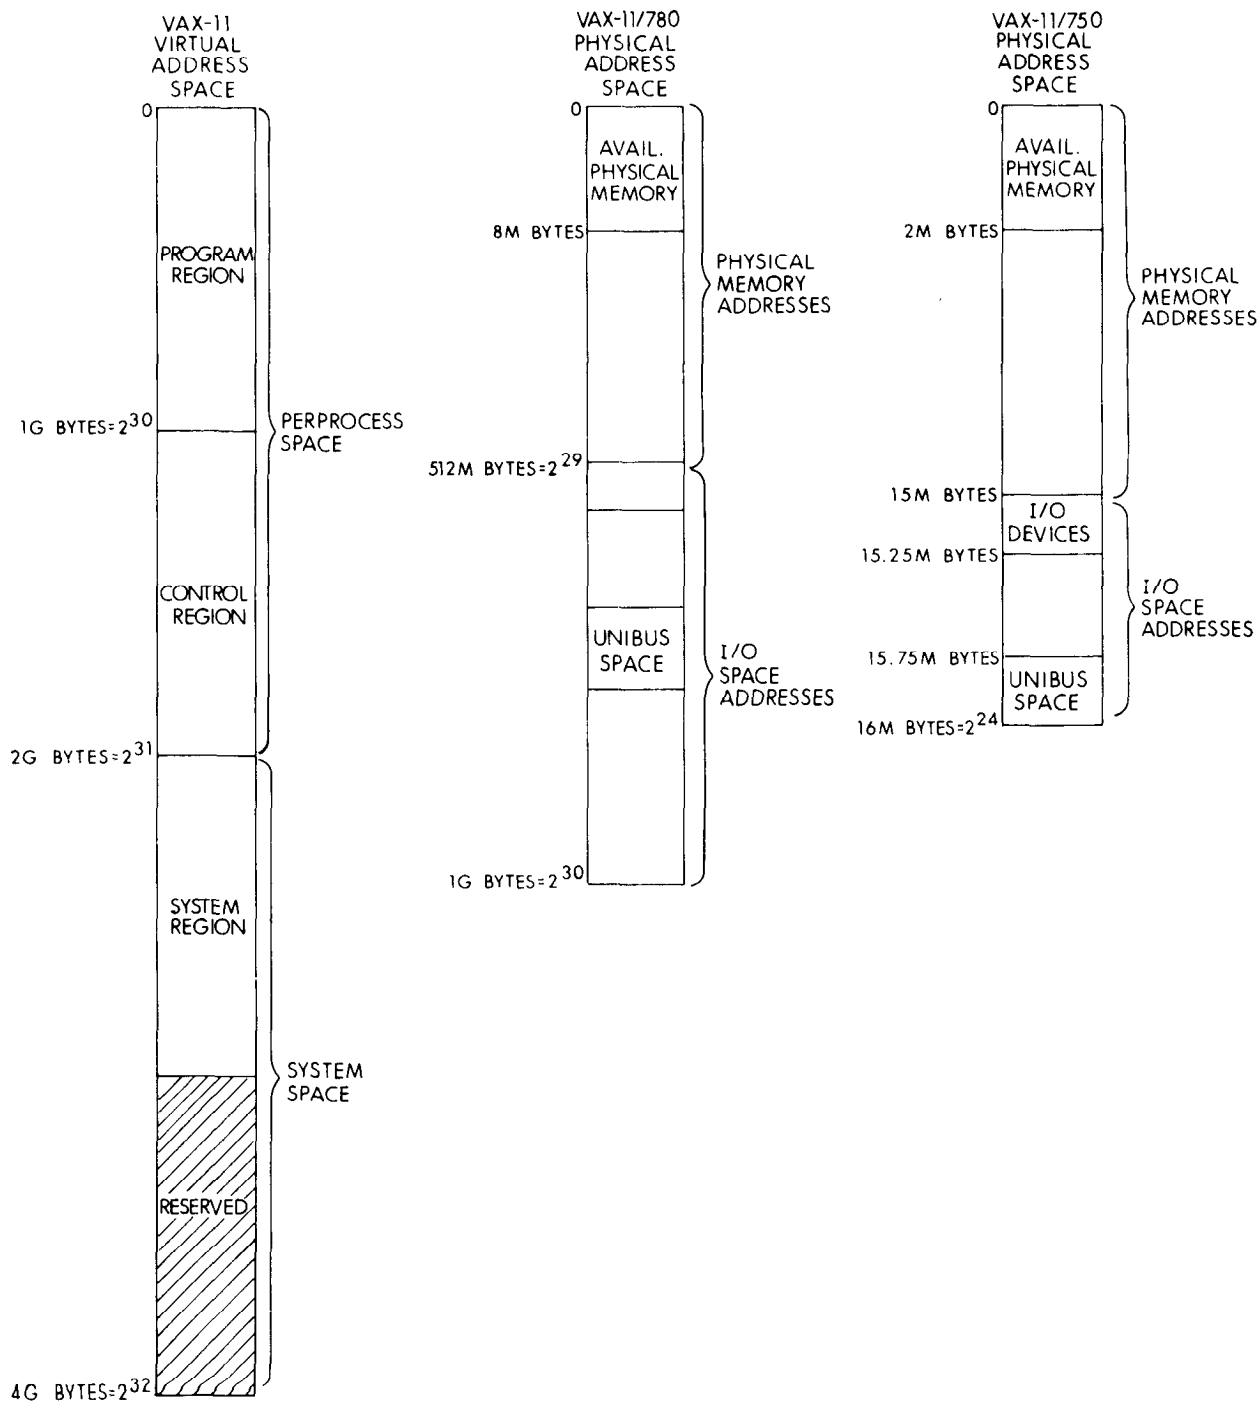 VAX-11
VIRTUAL
ADDRESS
SPACE
0
PROGRAM
REGION
1G BYTES=2^30
PERPROCESS
SPACE
CONTROL
REGION
2G BYTES=2^31
SYSTEM
REGION
SYSTEM
SPACE
RESERVED
4G BYTES=2^32
VAX-11/780
PHYSICAL
ADDRESS
SPACE
0
AVAIL.
PHYSICAL
MEMORY
8M BYTES
PHYSICAL
MEMORY
ADDRESSES
512M BYTES=2^29
UNIBUS
SPACE
I/O
SPACE
ADDRESSES
1G BYTES=2^30
VAX-11/750
PHYSICAL
ADDRESS
SPACE
0
AVAIL.
PHYSICAL
MEMORY
2M BYTES
PHYSICAL
MEMORY
ADDRESSES
15M BYTES
I/O
DEVICES
15.25M BYTES
I/O
SPACE
ADDRESSES
15.75M BYTES
UNIBUS
SPACE
16M BYTES=2^24